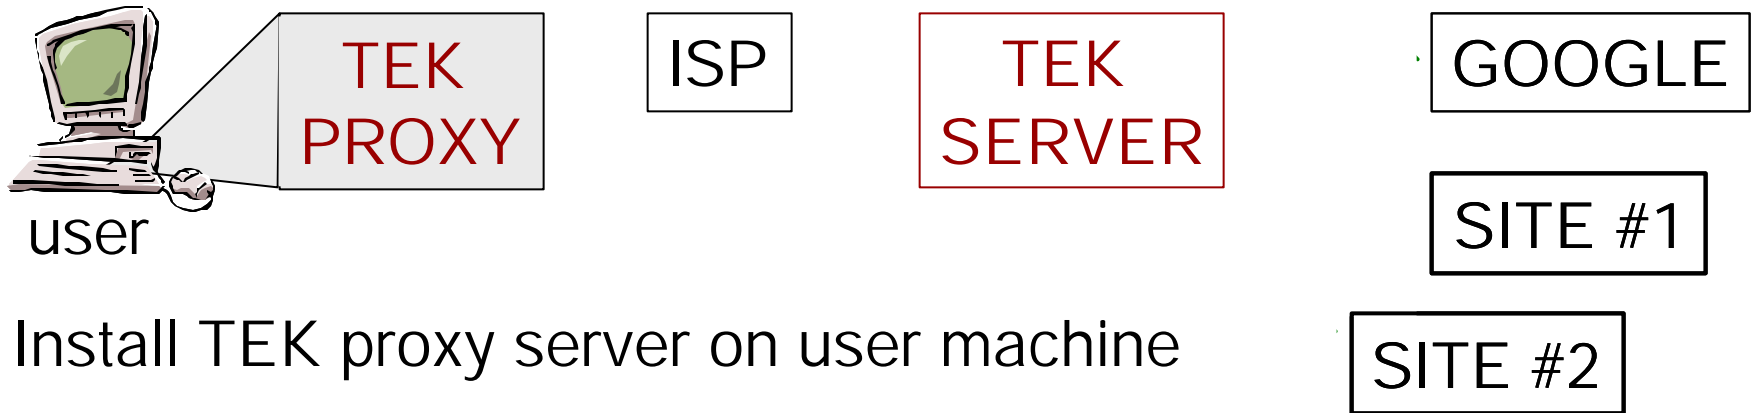 TEK
PROXY
ISP
TEK
SERVER
GOOGLE
SITE #1
user
Install TEK proxy server on user machine
SITE #2